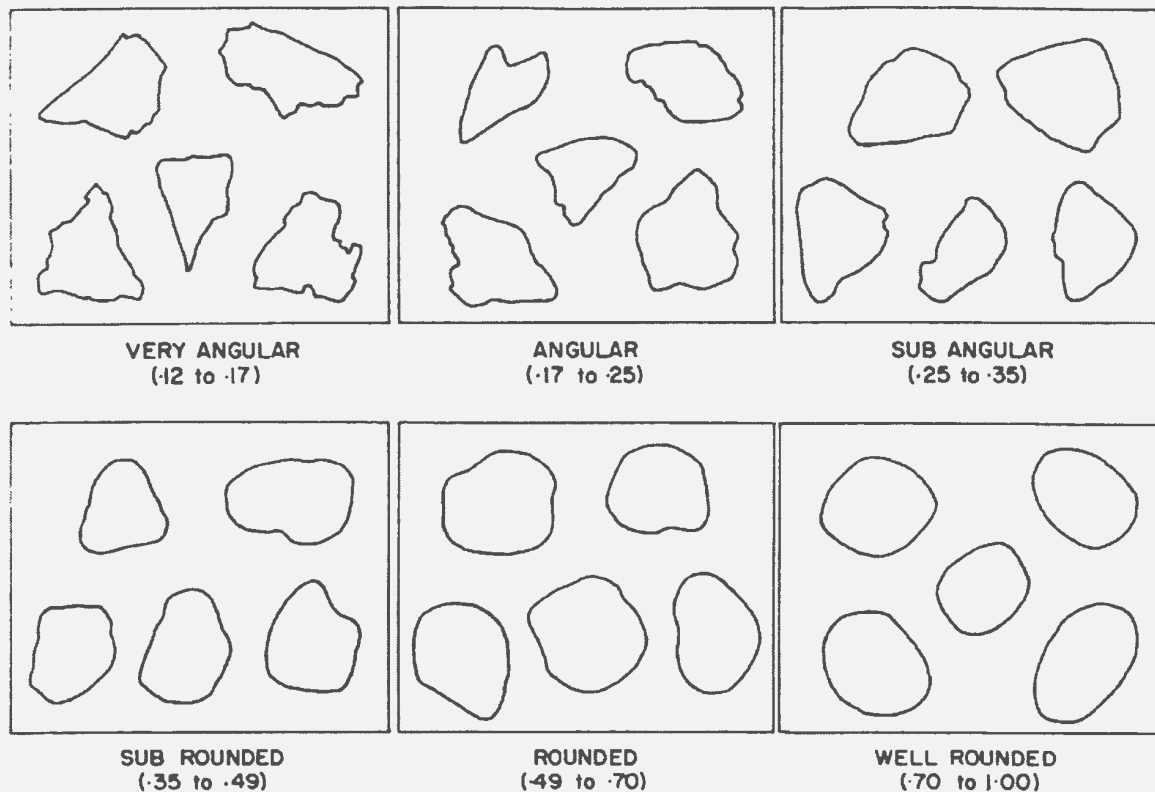 VERY ANGULAR
(·12 to ·17)
ANGULAR
(·17 to ·25)
SUB ANGULAR
(·25 to ·35)
SUB ROUNDED
(·35 to ·49)
ROUNDED
(·49 to ·70)
WELL ROUNDED
(·70 to 1·00)